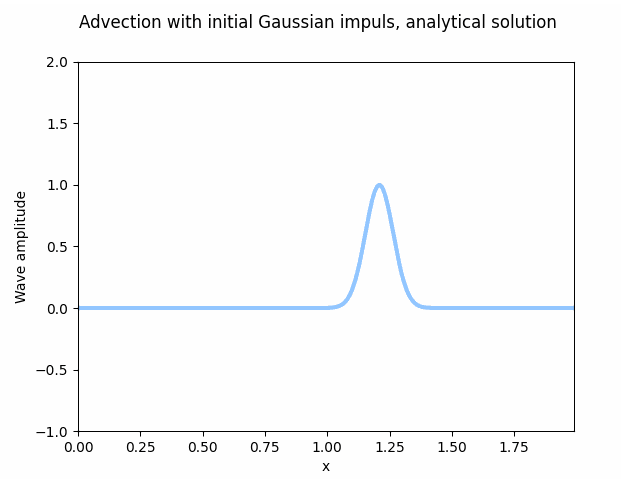 Advection with initial Gaussian impuls, analytical solution
2.0
1.5
1.0
0.5
0.0
−0.5
−1.0
Wave amplitude
0.00 0.25 0.50 0.75 1.00 1.25 1.50 1.75
x